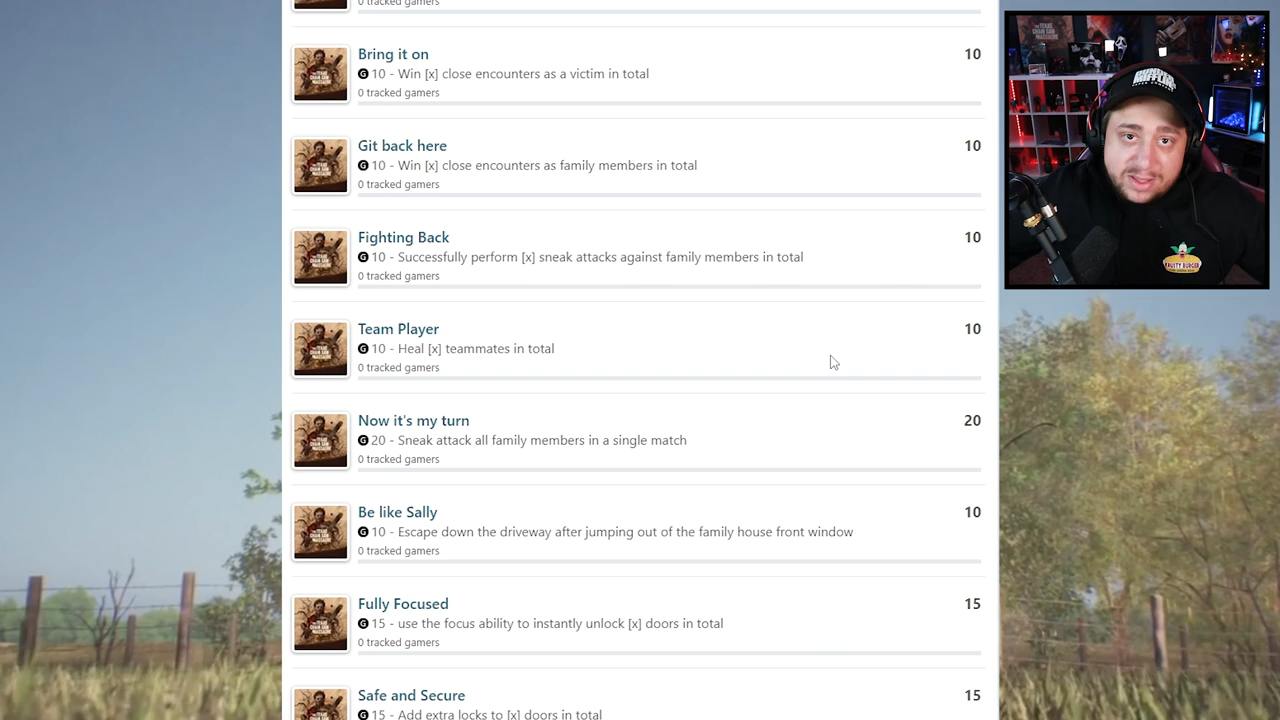 0 tracked gamers
Bring it on
10
G 10 - Win [x] close encounters as a victim in total
0 tracked gamers
Git back here
10
G 10 - Win [x] close encounters as family members in total
0 tracked gamers
Fighting Back
10
G 10 - Successfully perform [x] sneak attacks against family members in total
0 tracked gamers
Team Player
10
G 10 - Heal [x] teammates in total
0 tracked gamers
Now it's my turn
20
G 20 - Sneak attack all family members in a single match
0 tracked gamers
Be like Sally
10
G 10 - Escape down the driveway after jumping out of the family house front window
0 tracked gamers
Fully Focused
15
G 15 - use the focus ability to instantly unlock [x] doors in total
0 tracked gamers
Safe and Secure
15
G 15 - Add extra locks to [x] doors in total
DUNDER
MIFFLIN
KRUSTY BURGER